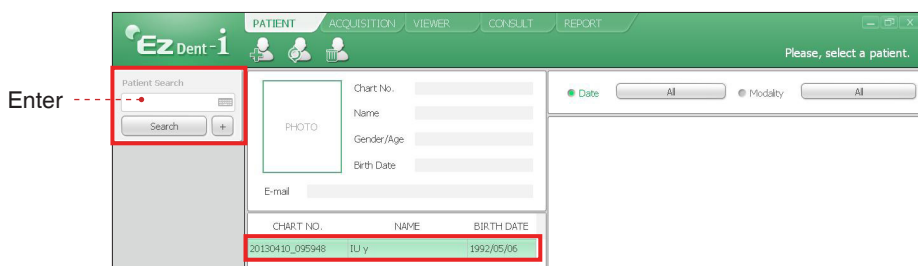 Ez Dent-i
PATIENT ACQUISITION VIEWER CONSULT REPORT
Please, select a patient.
Enter
Patient Search
Search +
PHOTO
Chart No.
Name
Gender/Age
Birth Date
E-mail
Date All Modality All
CHART NO. NAME BIRTH DATE
20130410_095948 IU y 1992/05/06